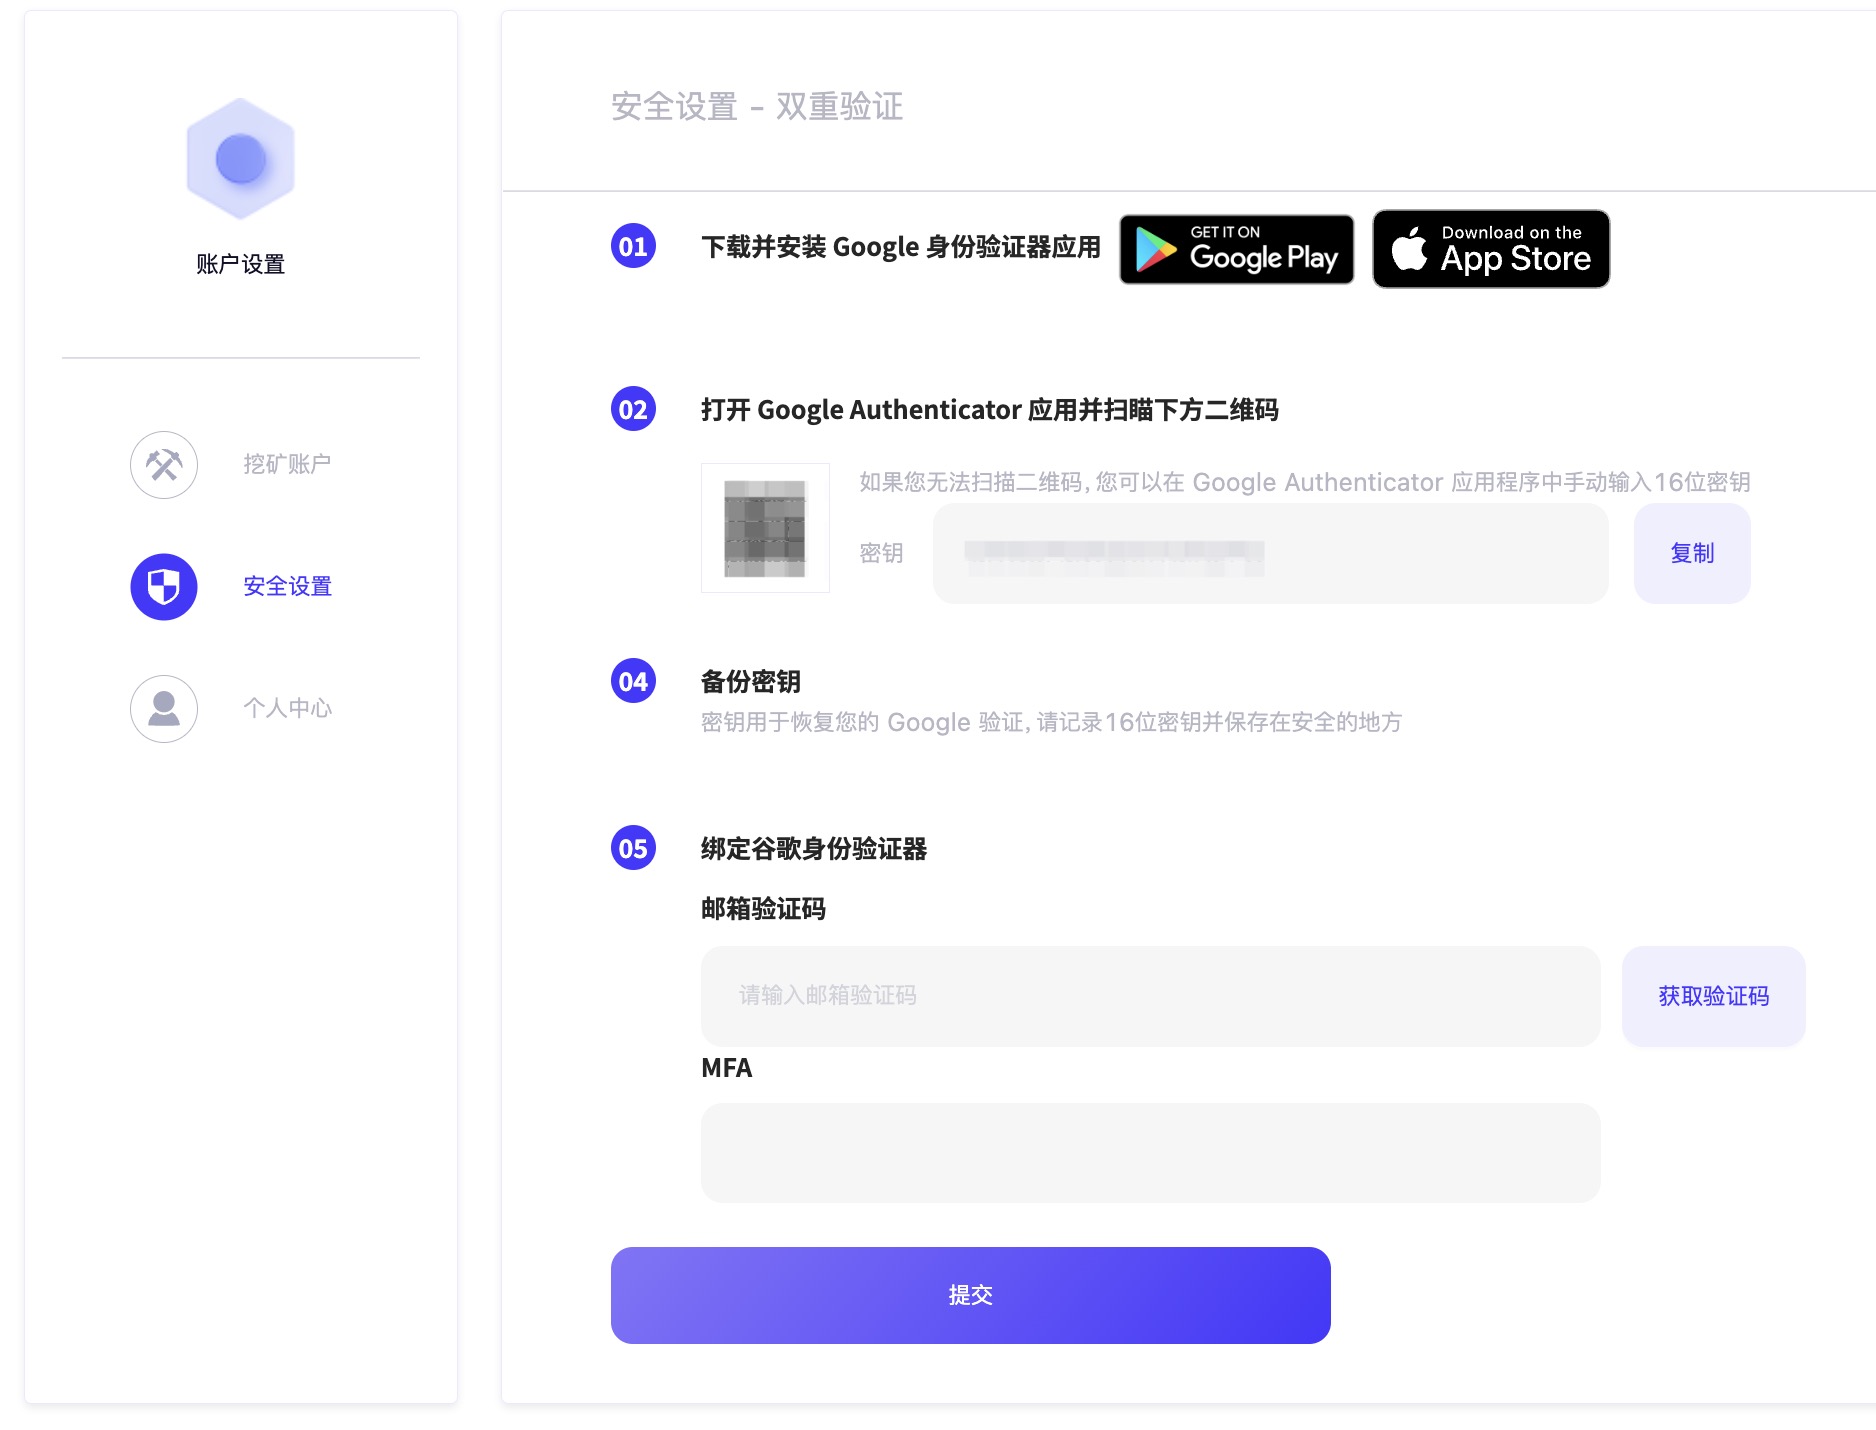 账户设置
挖矿账户
安全设置
个人中心
安全设置 - 双重验证
01 下载并安装 Google 身份验证器应用 GET IT ON Google Play Download on the App Store
02 打开 Google Authenticator 应用并扫瞄下方二维码
如果您无法扫描二维码, 您可以在 Google Authenticator 应用程序中手动输入16位密钥
密钥 复制
04 备份密钥
密钥用于恢复您的 Google 验证, 请记录16位密钥并保存在安全的地方
05 绑定谷歌身份验证器
邮箱验证码
请输入邮箱验证码 获取验证码
MFA
提交